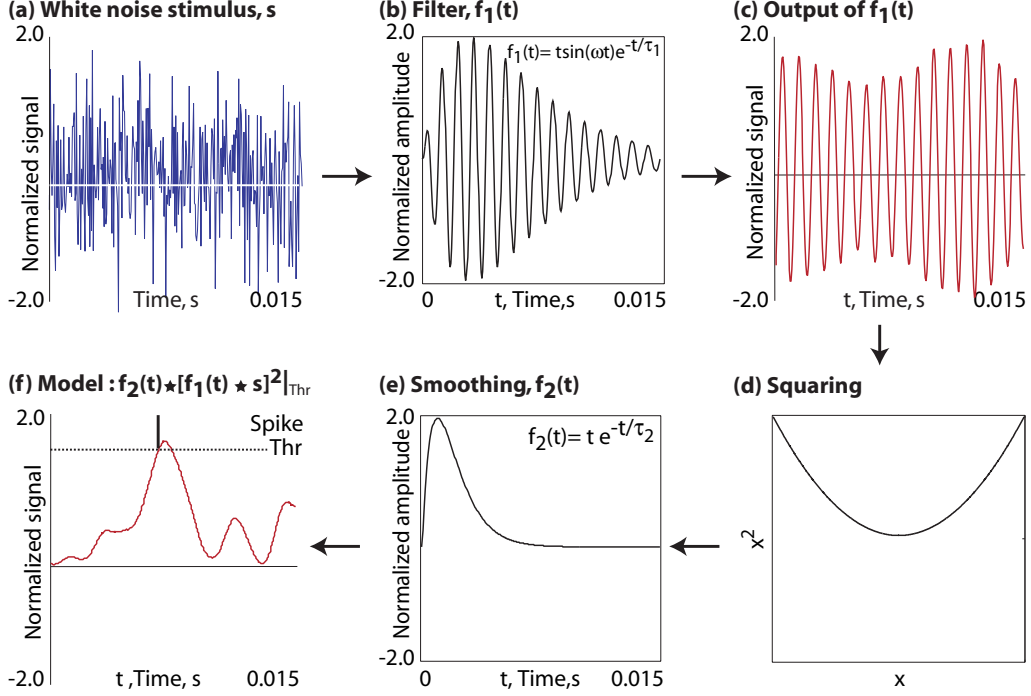 (a) White noise stimulus, s
2.0
Normalized signal
-2.0
Time, s
0.015
(b) Filter, f₁(t)
2.0
Normalized amplitude
f₁(t)= tsin(ωt)e^-t/τ₁
-2.0
0
t, Time, s
0.015
(c) Output of f₁(t)
2.0
Normalized signal
-2.0
t, Time, s
0.015
(f) Model : f₂(t)★[f₁(t) ★ s]²|Thr
2.0
Normalized signal
Spike
Thr
-2.0
t ,Time, s
0.015
(e) Smoothing, f₂(t)
2.0
Normalized amplitude
f₂(t)= t e^-t/τ₂
-2.0
0
t, Time,s
0.015
(d) Squaring
x²
x